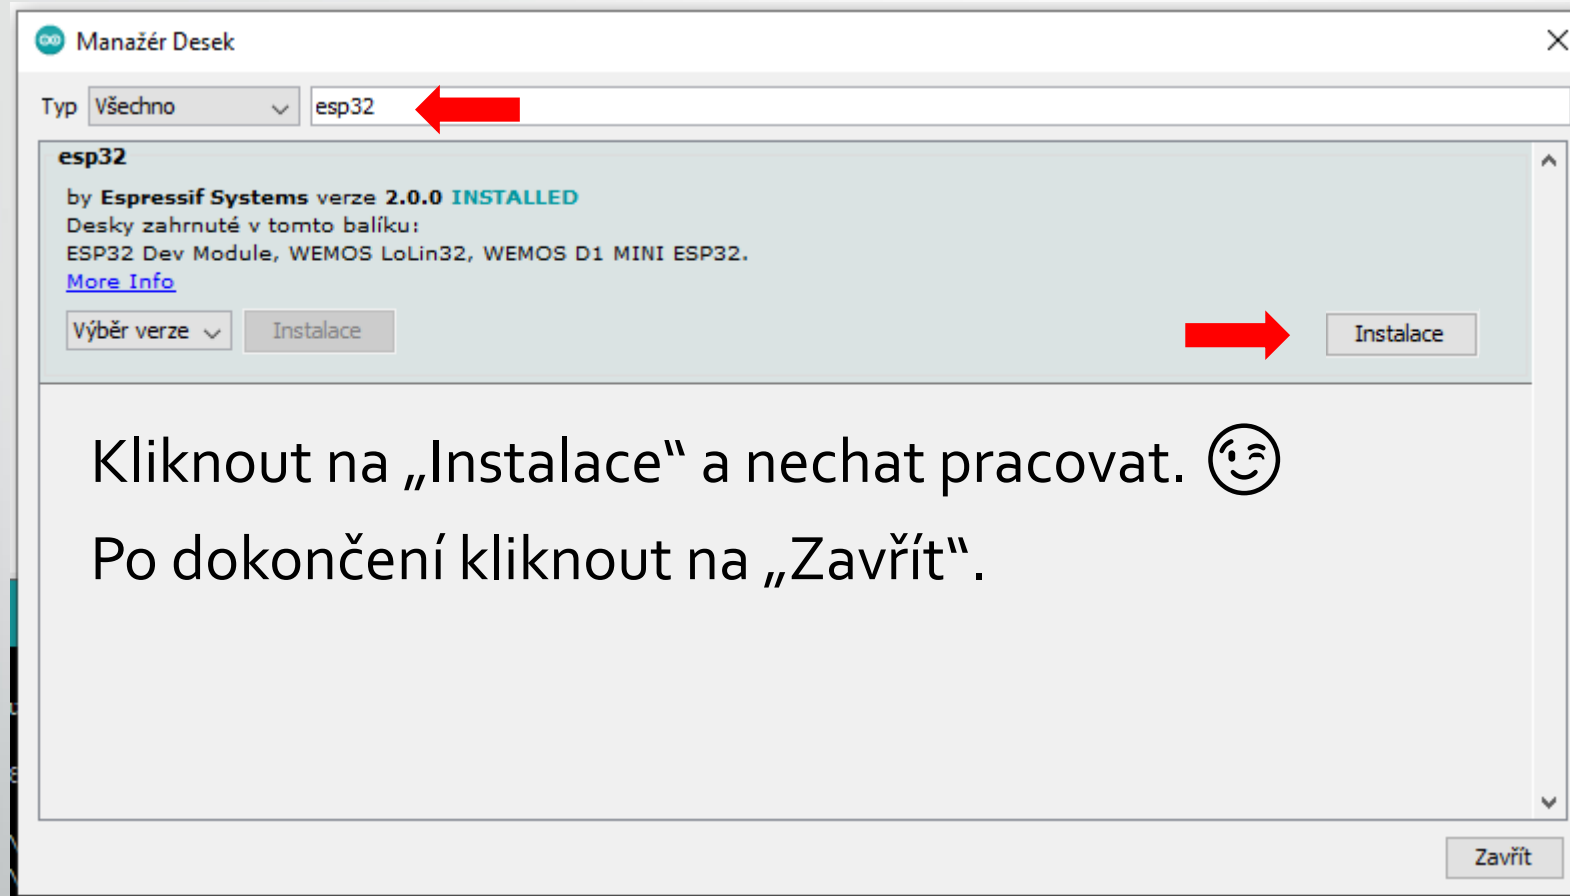 Manažér Desek
Typ Všechno esp32
esp32
by Espressif Systems verze 2.0.0 INSTALLED
Desky zahrnuté v tomto balíku:
ESP32 Dev Module, WEMOS LoLin32, WEMOS D1 MINI ESP32.
More Info
Výběr verze Instalace Instalace
Kliknout na „Instalace“ a nechat pracovat. 😉
Po dokončení kliknout na „Zavřít“.
Zavřít